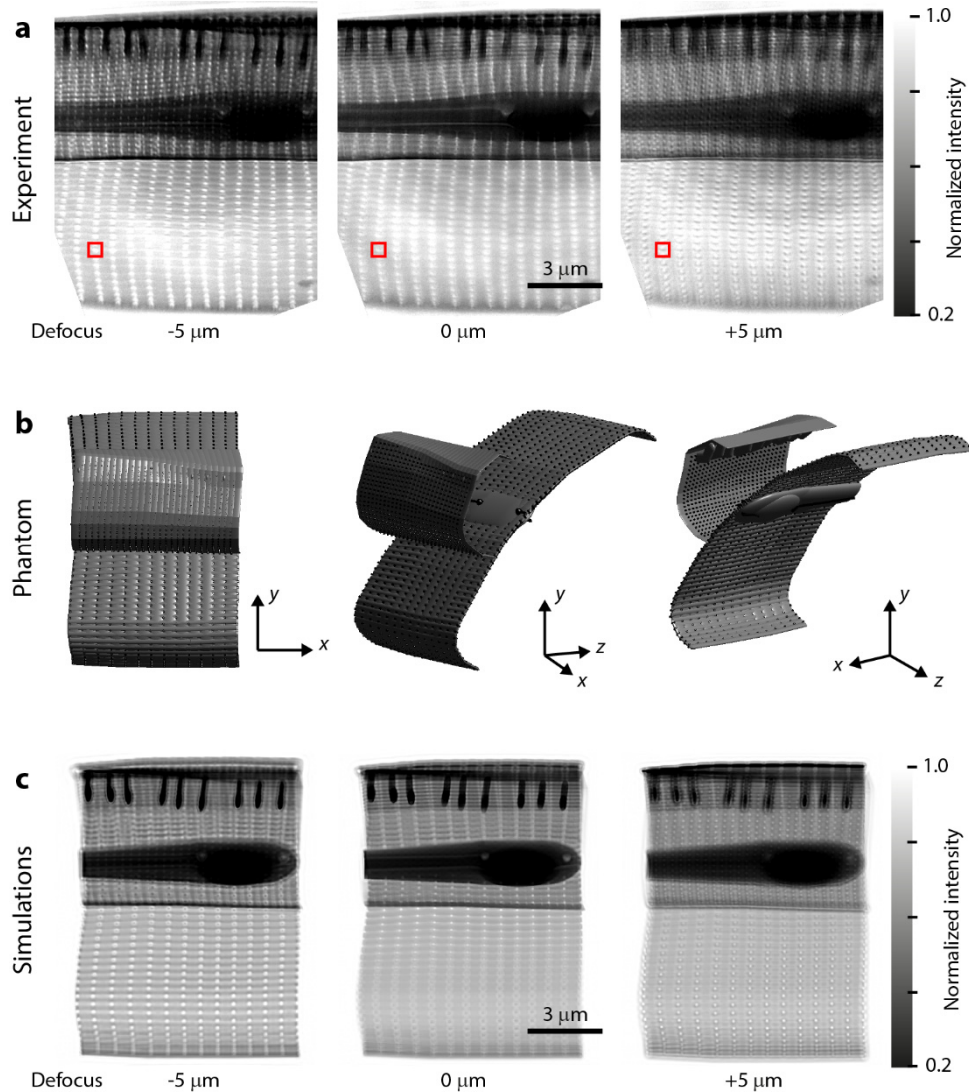 a
Experiment
1.0
Normalized intensity
0.2
3 μm
Defocus -5 μm 0 μm +5 μm
b
Phantom
y
x
y
z
x
y
x
z
c
Simulations
1.0
Normalized intensity
0.2
3 μm
Defocus -5 μm 0 μm +5 μm